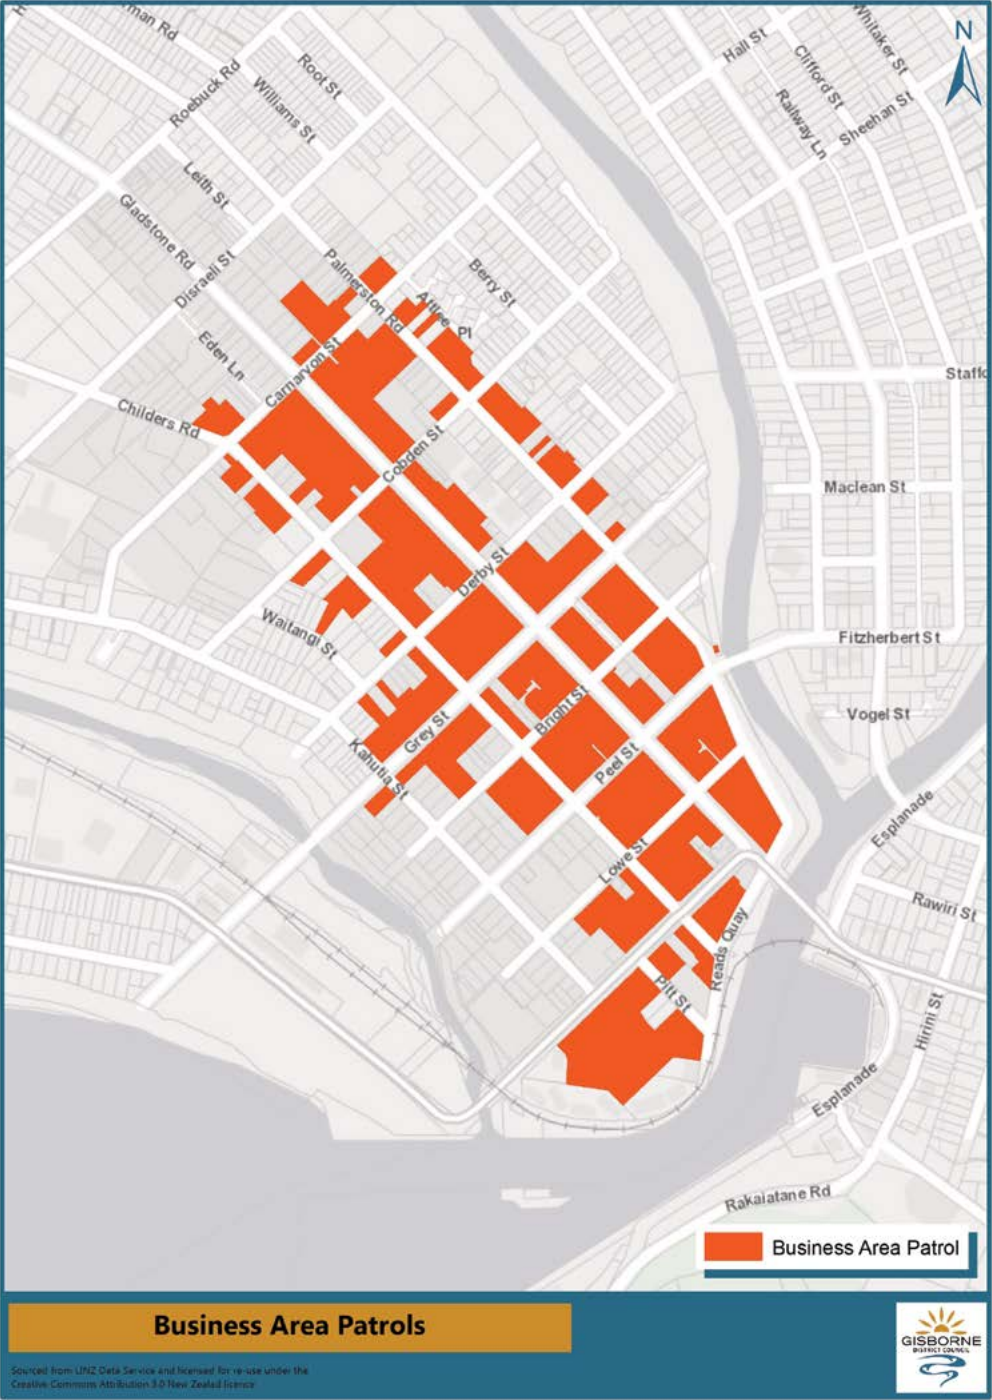 rman Rd
Whitaker St
N
Hall St
Root St
Clifford St
Roebuck Rd
Williams St
Railway Ln
Sheehan St
Leith St
Gladstone Rd
Disraeli St
Palmerston Rd
Berry St
Attlee Pl
Eden Ln
Carnarvon St
Staffo
Childers Rd
Cobden St
Maclean St
Derby St
Waitangi St
Fitzherbert St
Bright St
Vogel St
Grey St
Kahutia St
Peel St
Esplanade
Lowe St
Rawiri St
Reads Quay
Pitt St
Hirini St
Esplanade
Rakaiatane Rd
Business Area Patrol
Business Area Patrols
GISBORNE
DISTRICT COUNCIL
Sourced from LINZ Data Service and licensed for re-use under the
Creative Commons Attribution 3.0 New Zealad licence